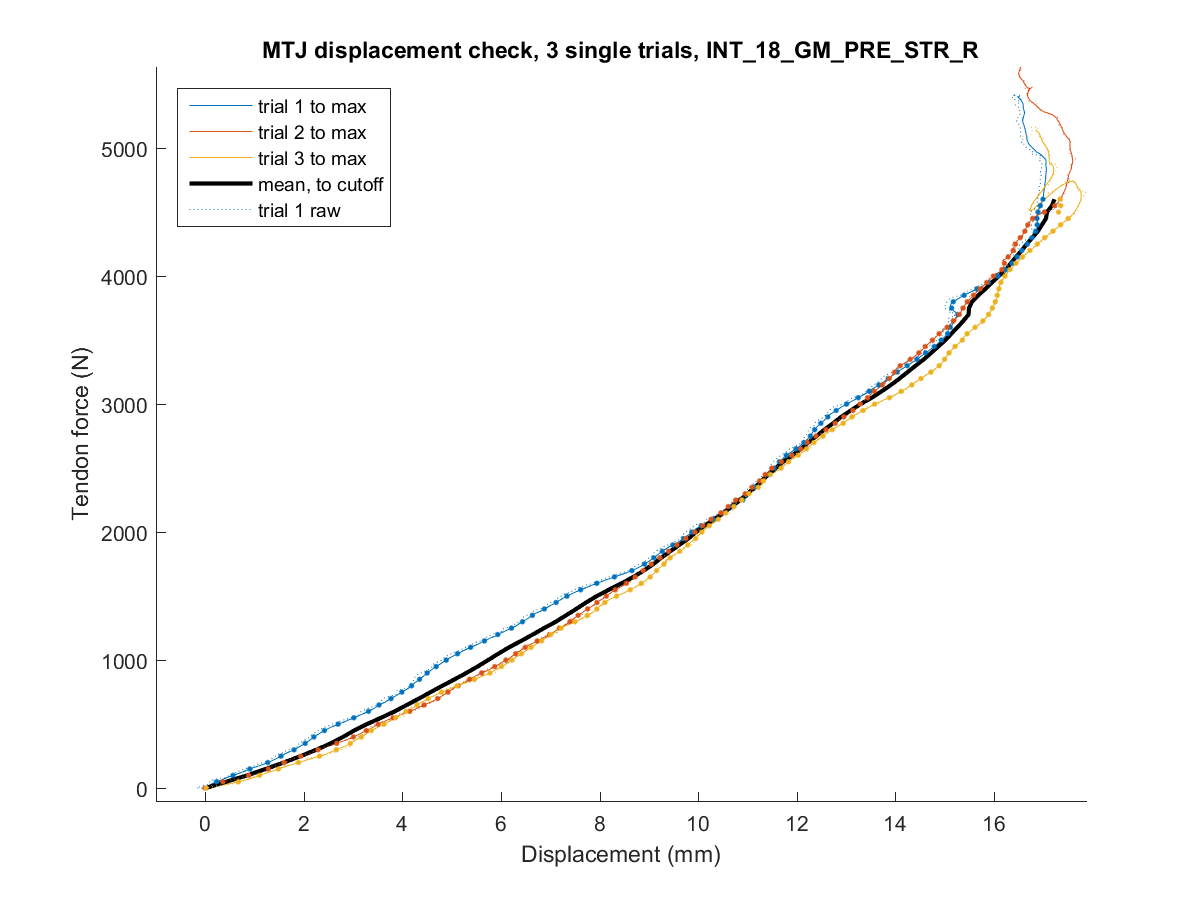 MTJ displacement check, 3 single trials, INT_18_GM_PRE_STR_R
trial 1 to max
trial 2 to max
trial 3 to max
mean, to cutoff
trial 1 raw
Tendon force (N)
5000
4000
3000
2000
1000
0
0 2 4 6 8 10 12 14 16
Displacement (mm)